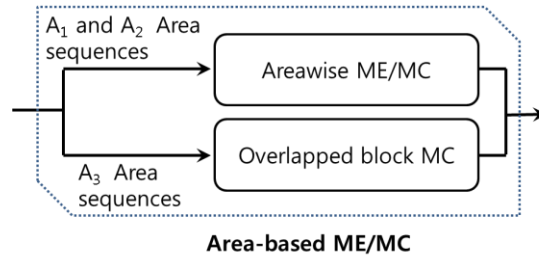 A₁ and A₂ Area
sequences
Areawise ME/MC
Overlapped block MC
A₃ Area
sequences
Area-based ME/MC